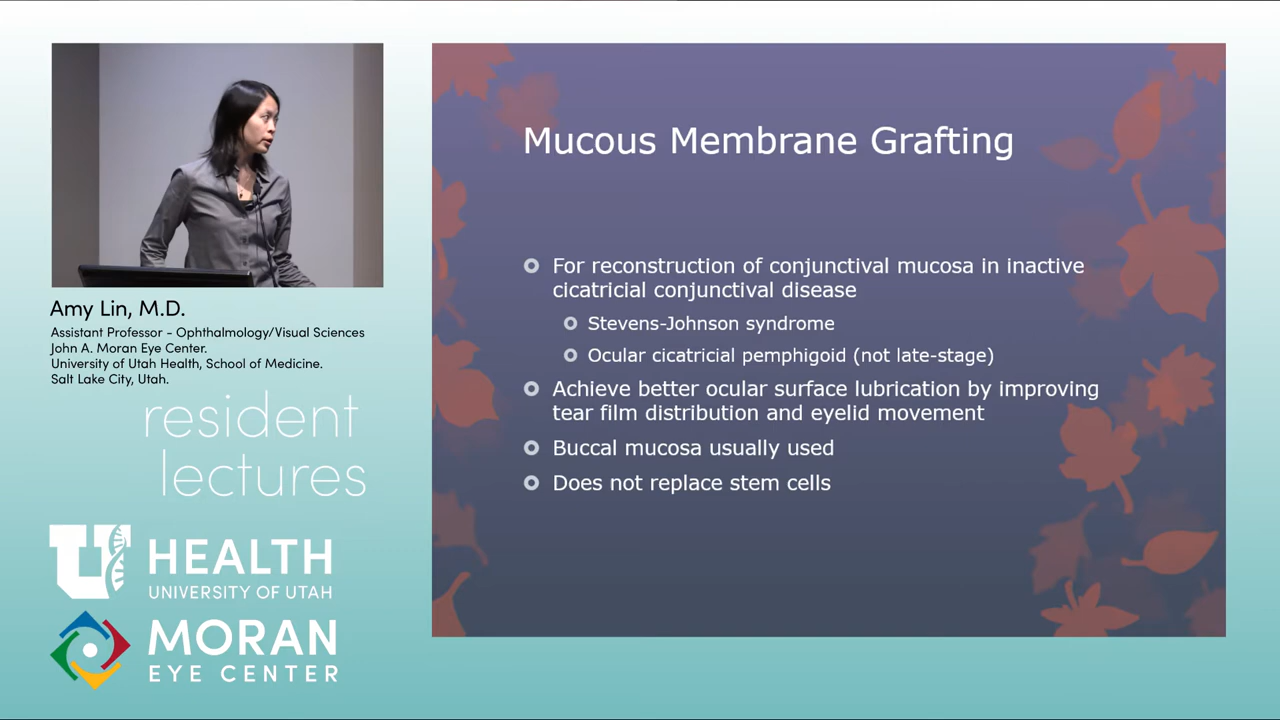 Mucous Membrane Grafting
For reconstruction of conjunctival mucosa in inactive
cicatricial conjunctival disease
Stevens-Johnson syndrome
Ocular cicatricial pemphigoid (not late-stage)
Achieve better ocular surface lubrication by improving
tear film distribution and eyelid movement
Buccal mucosa usually used
Does not replace stem cells
Amy Lin, M.D.
Assistant Professor - Ophthalmology/Visual Sciences
John A. Moran Eye Center.
University of Utah Health, School of Medicine.
Salt Lake City, Utah.
resident
lectures
U HEALTH
UNIVERSITY OF UTAH
MORAN
EYE CENTER